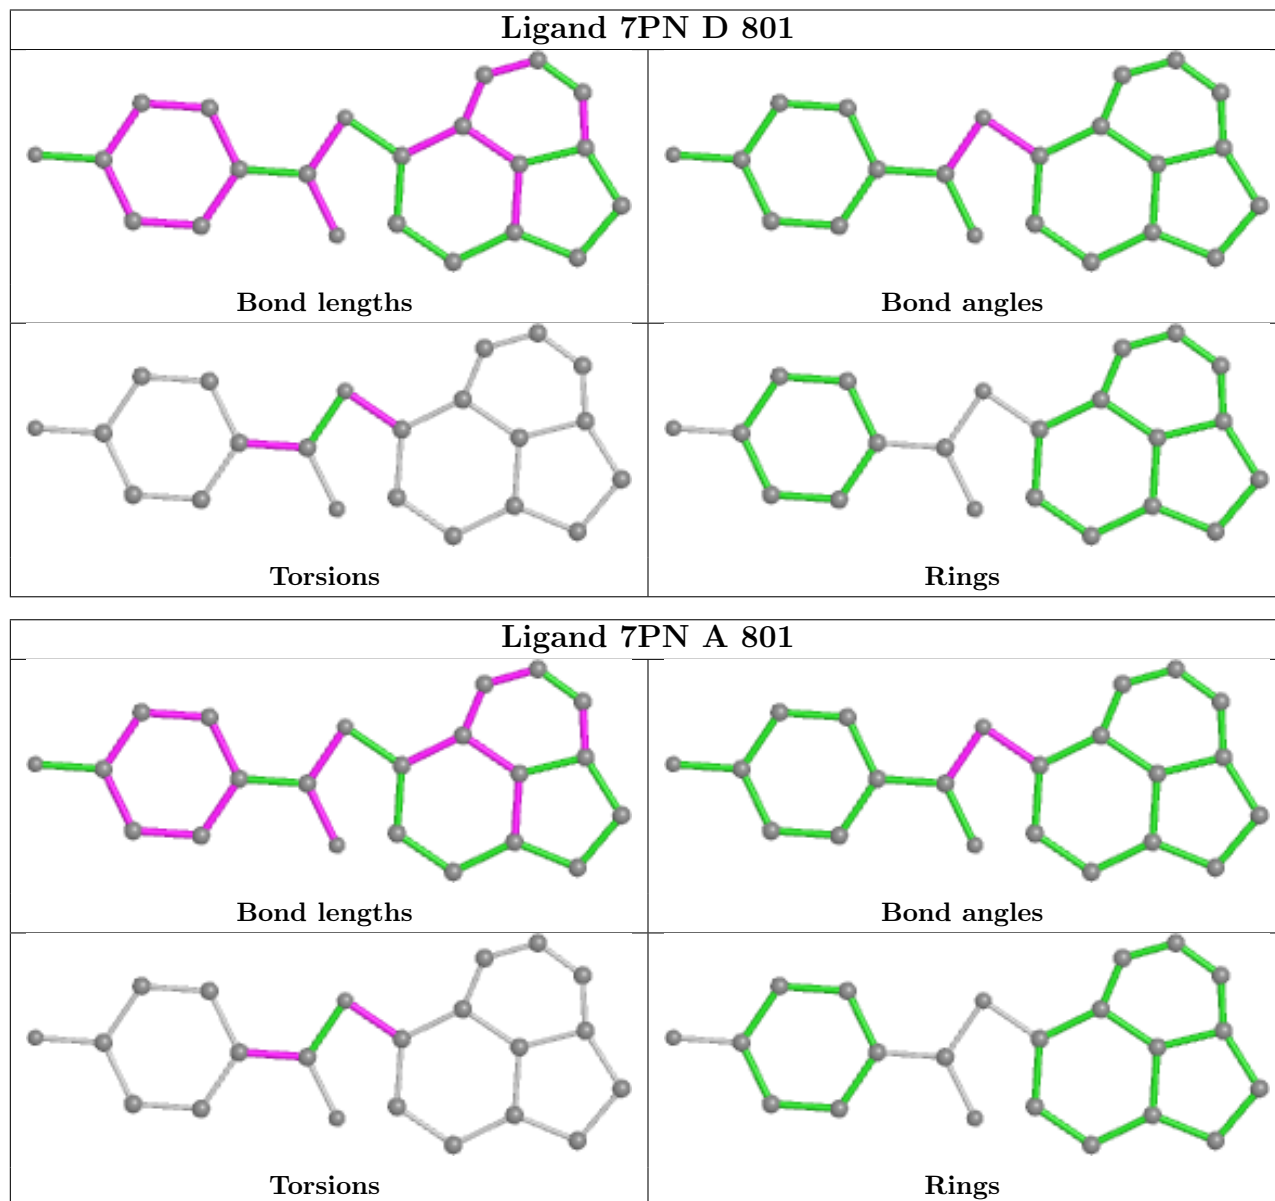 Ligand 7PN D 801
Bond lengths
Bond angles
Torsions
Rings
Ligand 7PN A 801
Bond lengths
Bond angles
Torsions
Rings